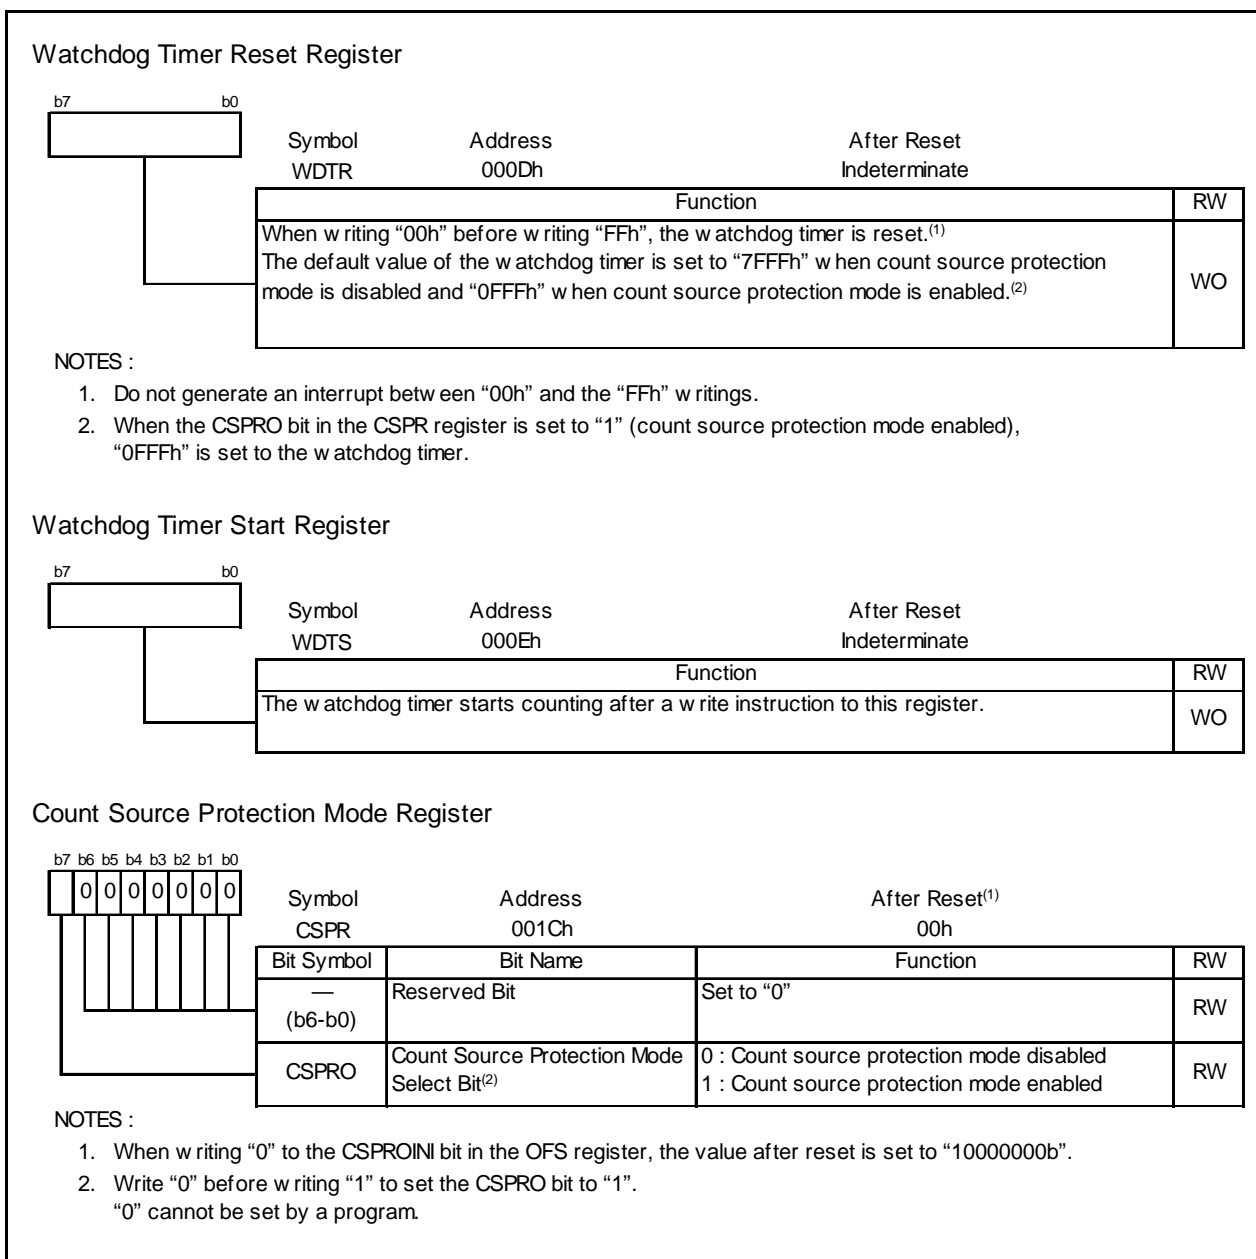 Watchdog Timer Reset Register
b7 b0
Symbol Address After Reset
WDTR 000Dh Indeterminate
Function RW
When writing “00h” before writing “FFh”, the watchdog timer is reset.(1)
The default value of the watchdog timer is set to “7FFFh” when count source protection
mode is disabled and “0FFFh” when count source protection mode is enabled.(2)
WO
NOTES :
1. Do not generate an interrupt between “00h” and the “FFh” writings.
2. When the CSPRO bit in the CSPR register is set to “1” (count source protection mode enabled),
“0FFFh” is set to the watchdog timer.
Watchdog Timer Start Register
b7 b0
Symbol Address After Reset
WDTS 000Eh Indeterminate
Function RW
The watchdog timer starts counting after a write instruction to this register.
WO
Count Source Protection Mode Register
b7 b6 b5 b4 b3 b2 b1 b0
0 0 0 0 0 0 0
Symbol Address After Reset(1)
CSPR 001Ch 00h
Bit Symbol Bit Name Function RW
— (b6-b0) Reserved Bit Set to “0” RW
CSPRO Count Source Protection Mode Select Bit(2) 0 : Count source protection mode disabled
1 : Count source protection mode enabled RW
NOTES :
1. When writing “0” to the CSPROINI bit in the OFS register, the value after reset is set to “10000000b”.
2. Write “0” before writing “1” to set the CSPRO bit to “1”.
“0” cannot be set by a program.